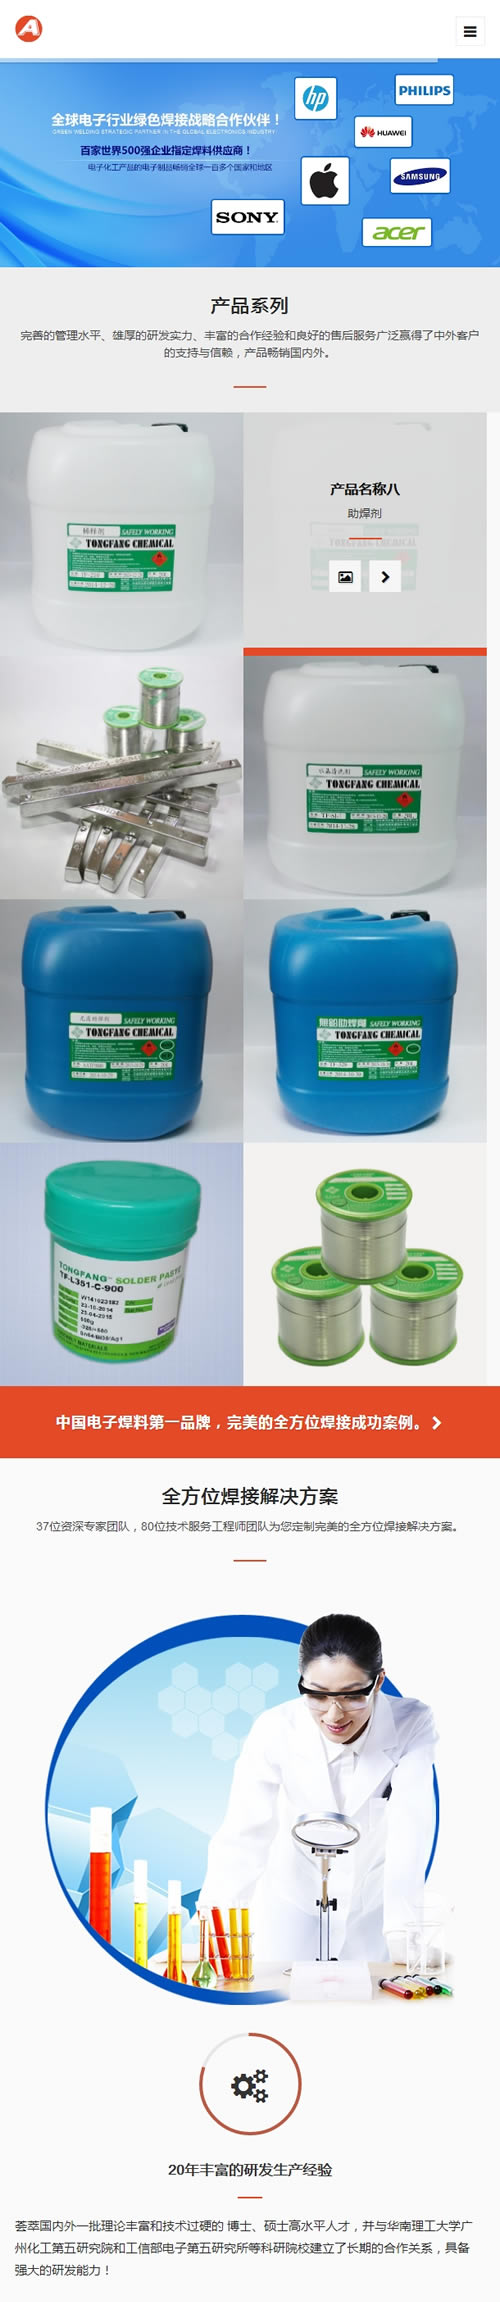 A
全球电子行业绿色焊接战略合作伙伴！
GREEN WELDING STRATEGIC PARTNER IN THE GLOBAL ELECTRONICS INDUSTRY
百家世界500强企业指定焊料供应商！
电子化工产品的电子制品畅销全球一百多个国家和地区
hp
PHILIPS
HUAWEI
SAMSUNG
SONY
acer
产品系列
完善的管理水平、雄厚的研发实力、丰富的合作经验和良好的售后服务广泛赢得了中外客户
的支持与信赖，产品畅销国内外。
稀释剂
SAFELY WORKING
TONGFANG CHEMICAL
产品名称八
助焊剂
SAFELY WORKING
TONGFANG CHEMICAL
SAFELY WORKING
TONGFANG CHEMICAL
無鉛助焊膏
SAFELY WORKING
TONGFANG CHEMICAL
TONGFANG™ SOLDER PASTE
TF-L351-C-900
23-10-2014
23-04-2015
500g
中国电子焊料第一品牌，完美的全方位焊接成功案例。
全方位焊接解决方案
37位资深专家团队，80位技术服务工程师团队为您定制完美的全方位焊接解决方案。
20年丰富的研发生产经验
荟萃国内外一批理论丰富和技术过硬的 博士、硕士高水平人才，并与华南理工大学广
州化工第五研究院和工信部电子第五研究所等科研院校建立了长期的合作关系，具备
强大的研发能力！